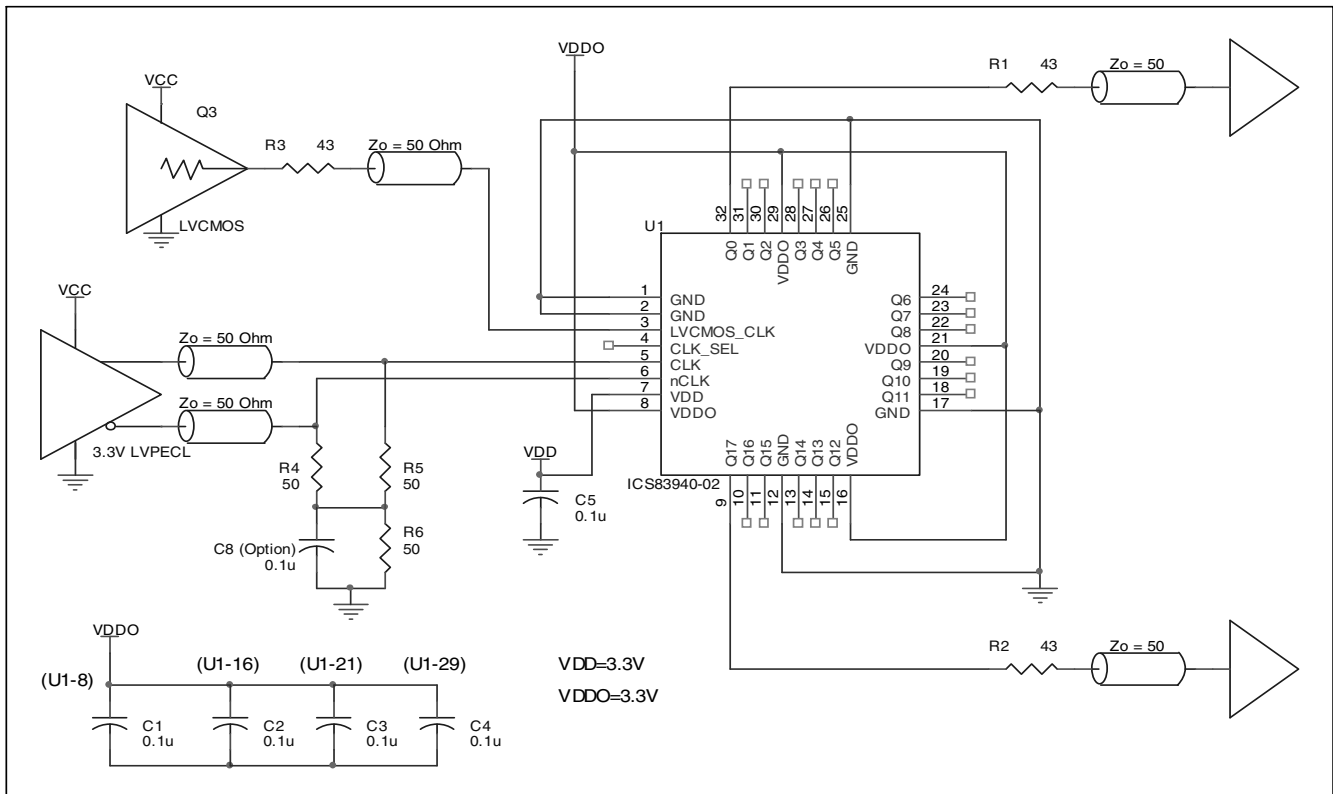 VDDO
R1 43
Zo = 50
VCC
Q3
R3 43
Zo = 50 Ohm
LVCMOS
U1
32
31
30
29
28
27
26
25
Q0
Q1
Q2
VDDO
Q3
Q4
Q5
GND
1 GND
2 GND
3 LVCMOS_CLK
4 CLK_SEL
5 CLK
6 nCLK
7 VDD
8 VDDO
Q6 24
Q7 23
Q8 22
VDDO 21
Q9 20
Q10 19
Q11 18
GND 17
Q17
Q16
Q15
GND
Q14
Q13
Q12
VDDO
9
10
11
12
13
14
15
16
ICS83940-02
VCC
Zo = 50 Ohm
Zo = 50 Ohm
3.3V LVPECL
R4
50
R5
50
R6
50
C8 (Option)
0.1u
VDD
C5
0.1u
R2 43
Zo = 50
VDDO
(U1-8)
(U1-16)
(U1-21)
(U1-29)
C1
0.1u
C2
0.1u
C3
0.1u
C4
0.1u
VDD=3.3V
VDDO=3.3V